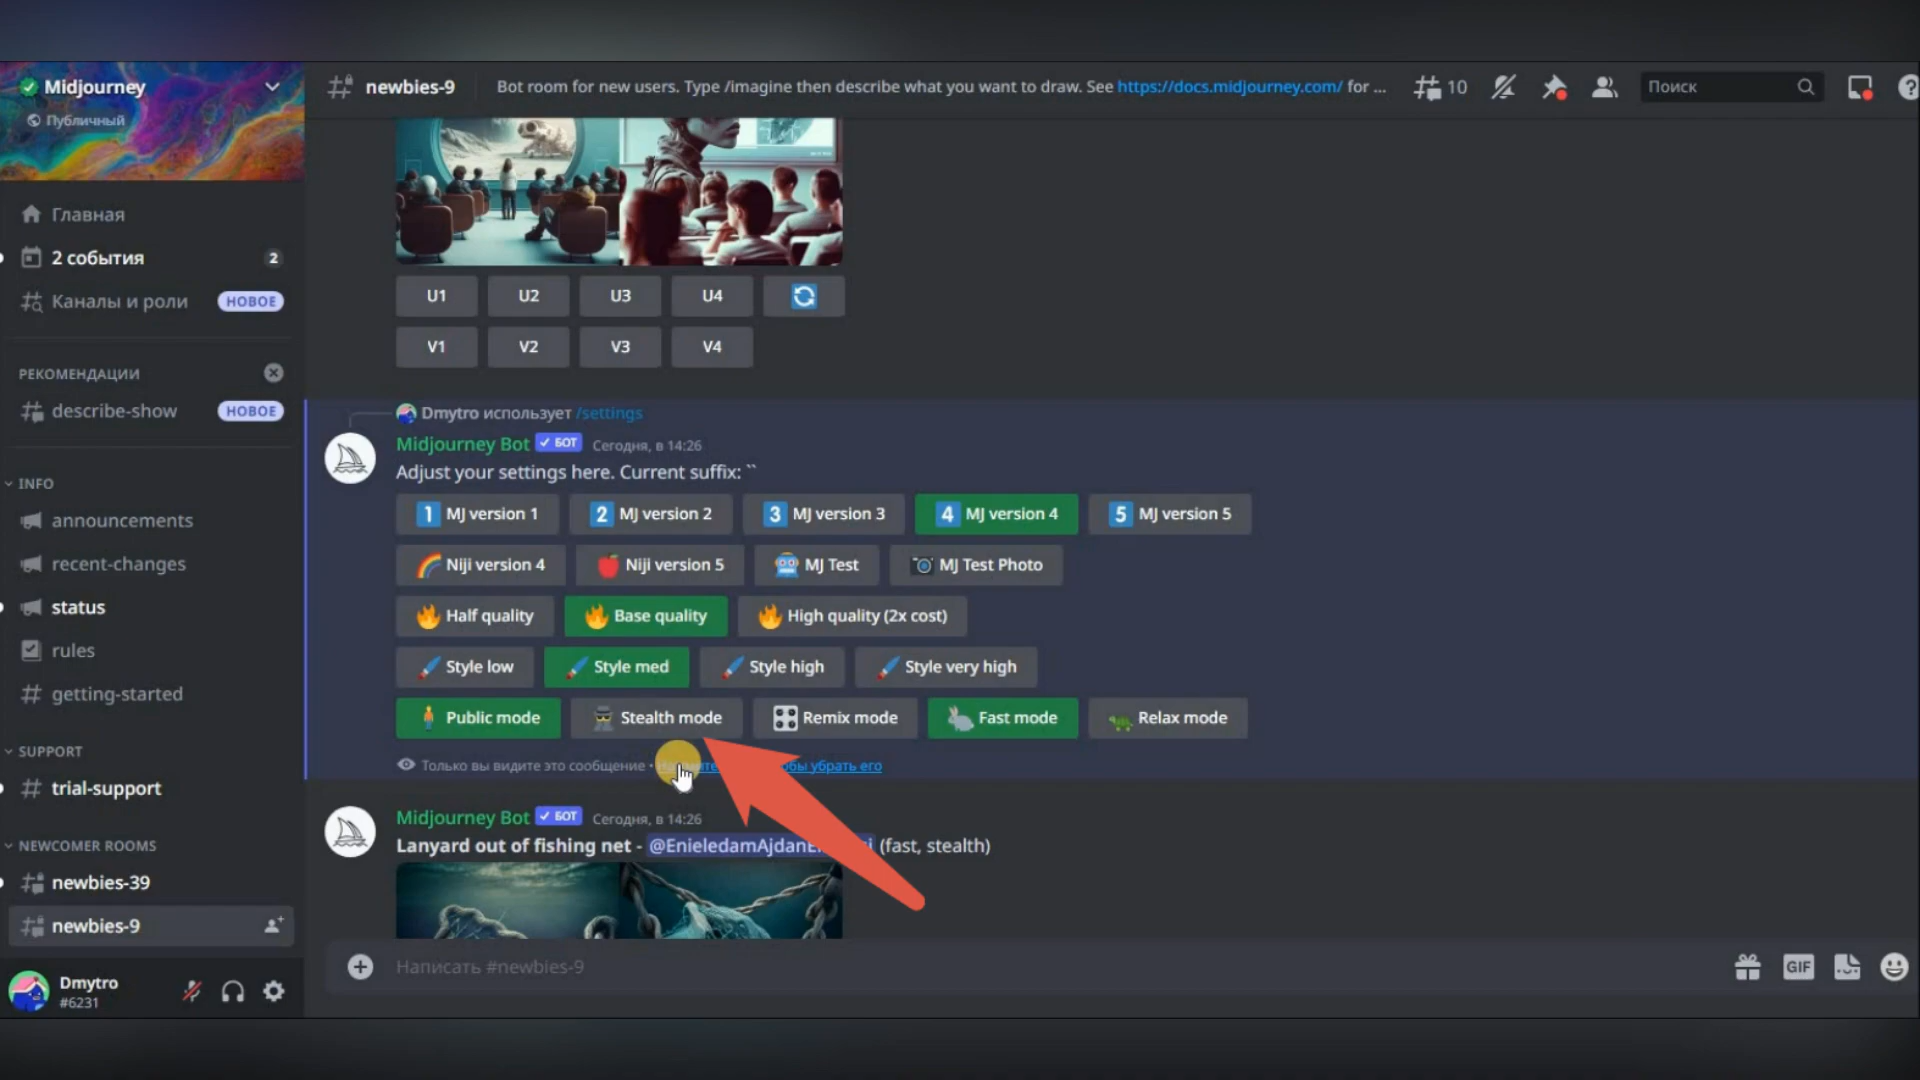 Midjourney
Публичный
Главная
2 события 2
Каналы и роли НОВОЕ
РЕКОМЕНДАЦИИ
describe-show НОВОЕ
INFO
announcements
recent-changes
status
rules
getting-started
SUPPORT
trial-support
NEWCOMER ROOMS
newbies-39
newbies-9
Dmytro
#6231
newbies-9 Bot room for new users. Type /imagine then describe what you want to draw. See https://docs.midjourney.com/ for ... 10 Поиск
U1 U2 U3 U4
V1 V2 V3 V4
Dmytro использует /settings
Midjourney Bot БОТ Сегодня, в 14:26
Adjust your settings here. Current suffix: ``
1 MJ version 1 2 MJ version 2 3 MJ version 3 4 MJ version 4 5 MJ version 5
Niji version 4 Niji version 5 MJ Test MJ Test Photo
Half quality Base quality High quality (2x cost)
Style low Style med Style high Style very high
Public mode Stealth mode Remix mode Fast mode Relax mode
Только вы видите это сообщение • убрать его
Midjourney Bot БОТ Сегодня, в 14:26
Lanyard out of fishing net - (fast, stealth)
Написать #newbies-9
GIF